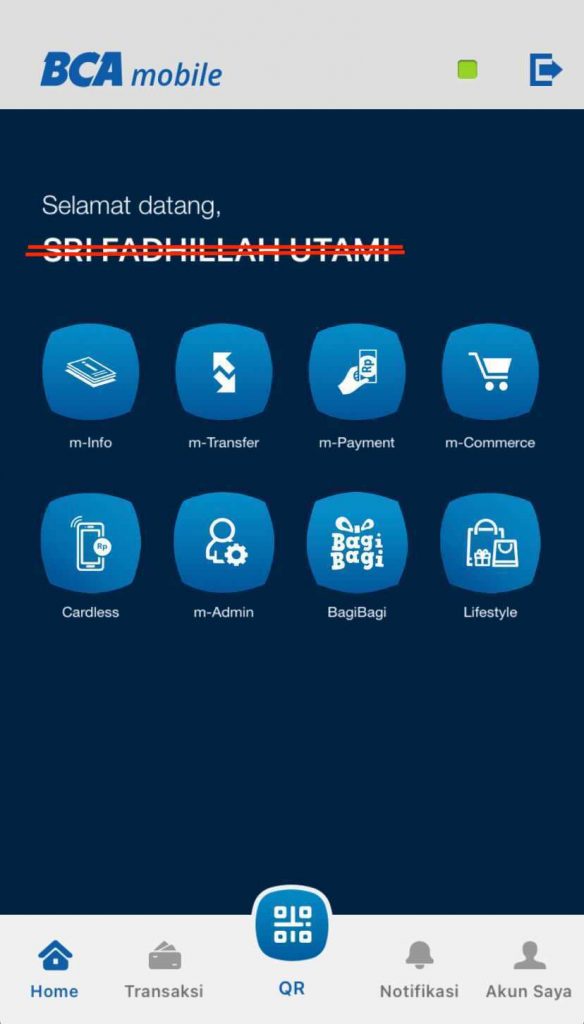 BCA mobile
Selamat datang,
SRI FADHILLAH UTAMI
Rp
m-Info m-Transfer m-Payment m-Commerce
Rp
Bagi
Bagi
Cardless m-Admin BagiBagi Lifestyle
QR
Home Transaksi Notifikasi Akun Saya